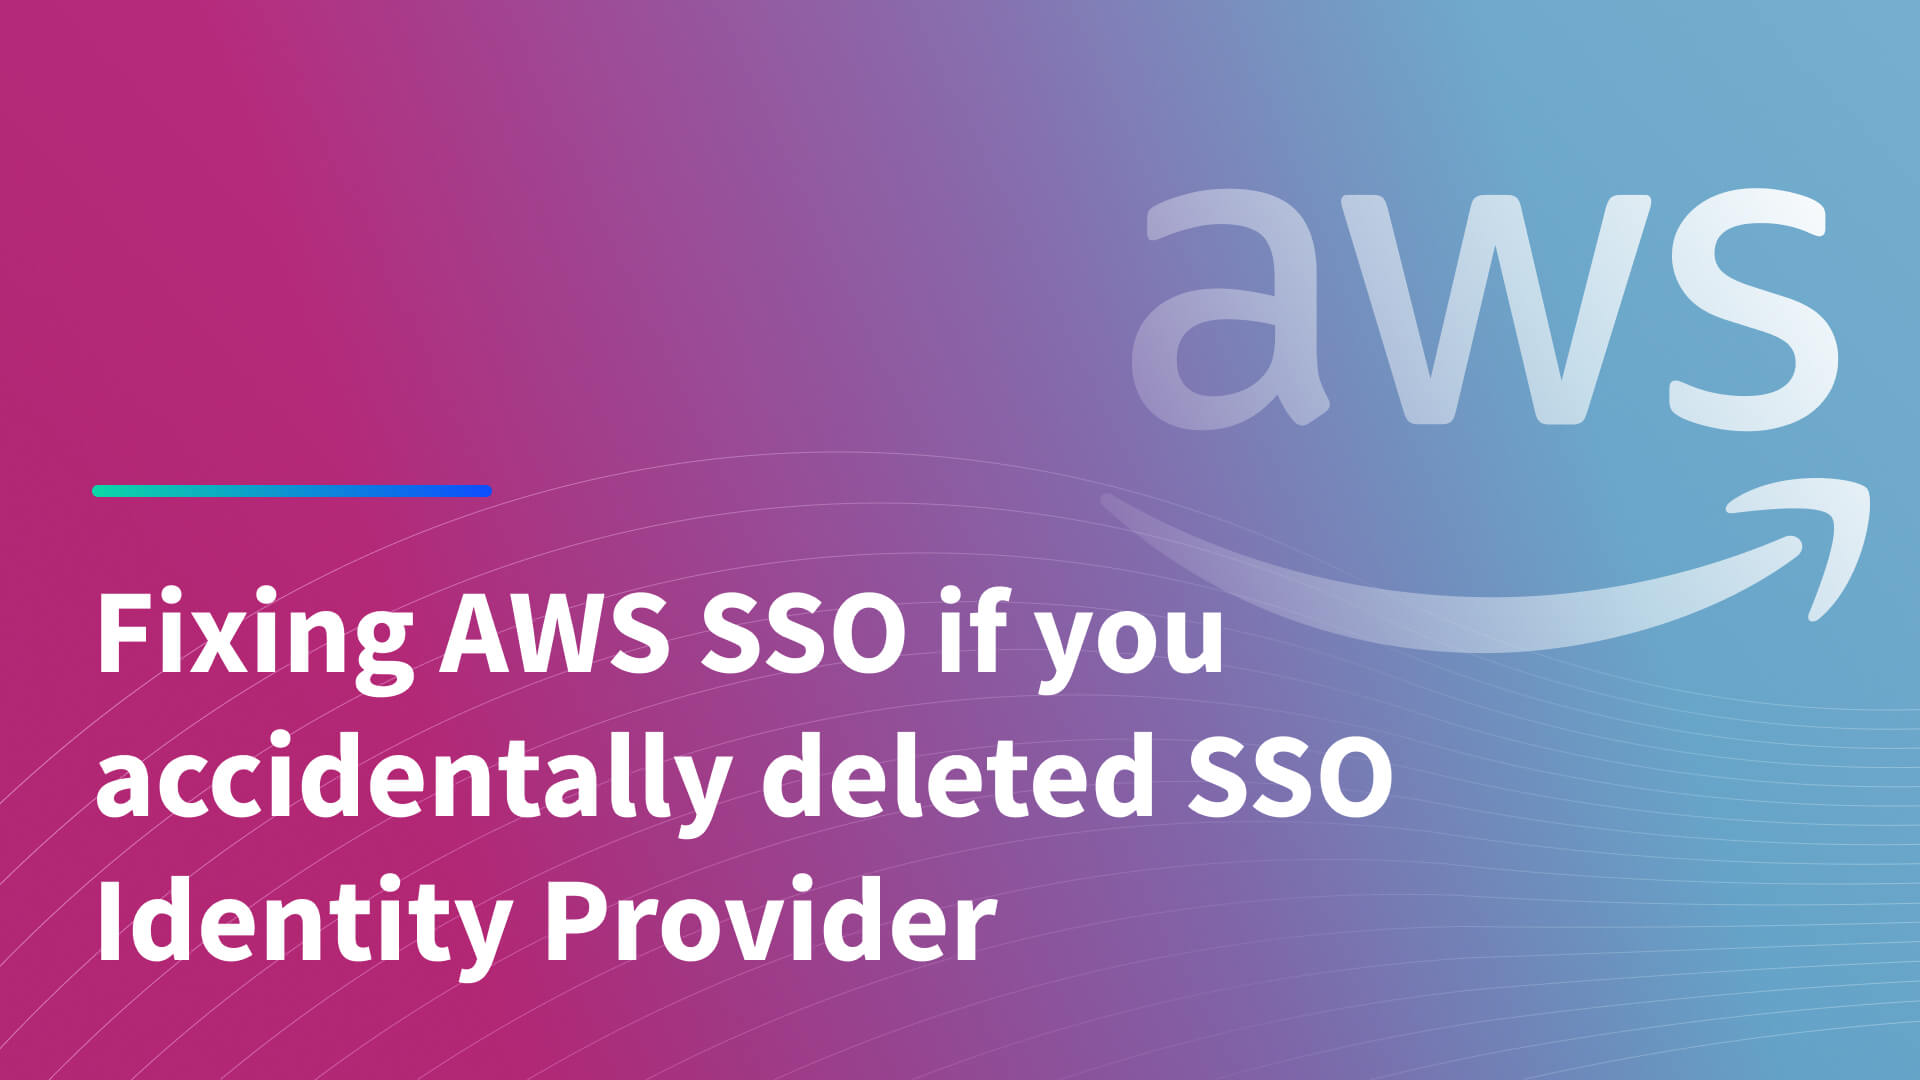 aws
Fixing AWS SSO if you
accidentally deleted SSO
Identity Provider